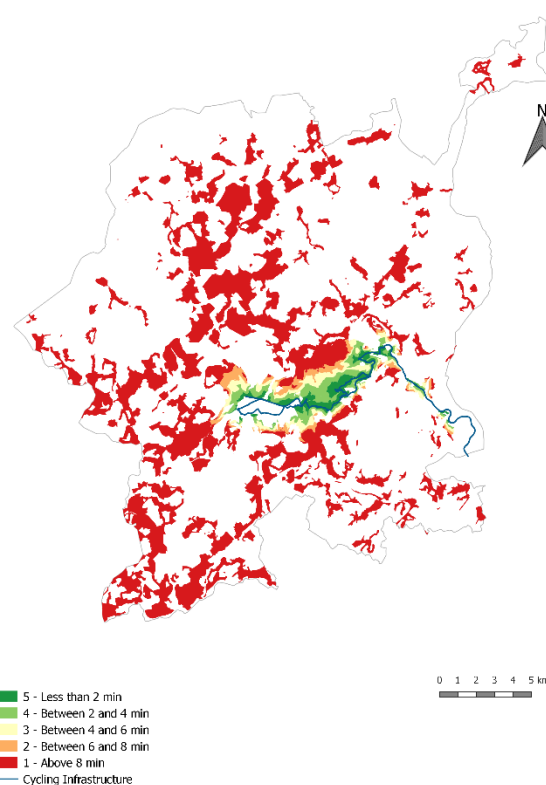 N
0 1 2 3 4 5 km
5 - Less than 2 min
4 - Between 2 and 4 min
3 - Between 4 and 6 min
2 - Between 6 and 8 min
1 - Above 8 min
Cycling Infrastructure